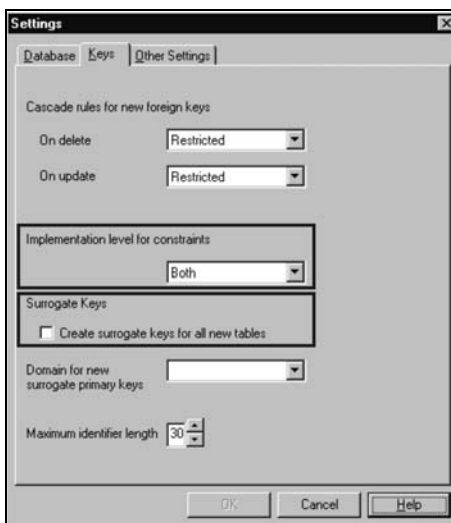 Settings
Database Keys Other Settings
Cascade rules for new foreign keys
On delete Restricted
On update Restricted
Implementation level for constraints
Both
Surrogate Keys
Create surrogate keys for all new tables
Domain for new
surrogate primary keys
Maximum identifier length 30
OK Cancel Help